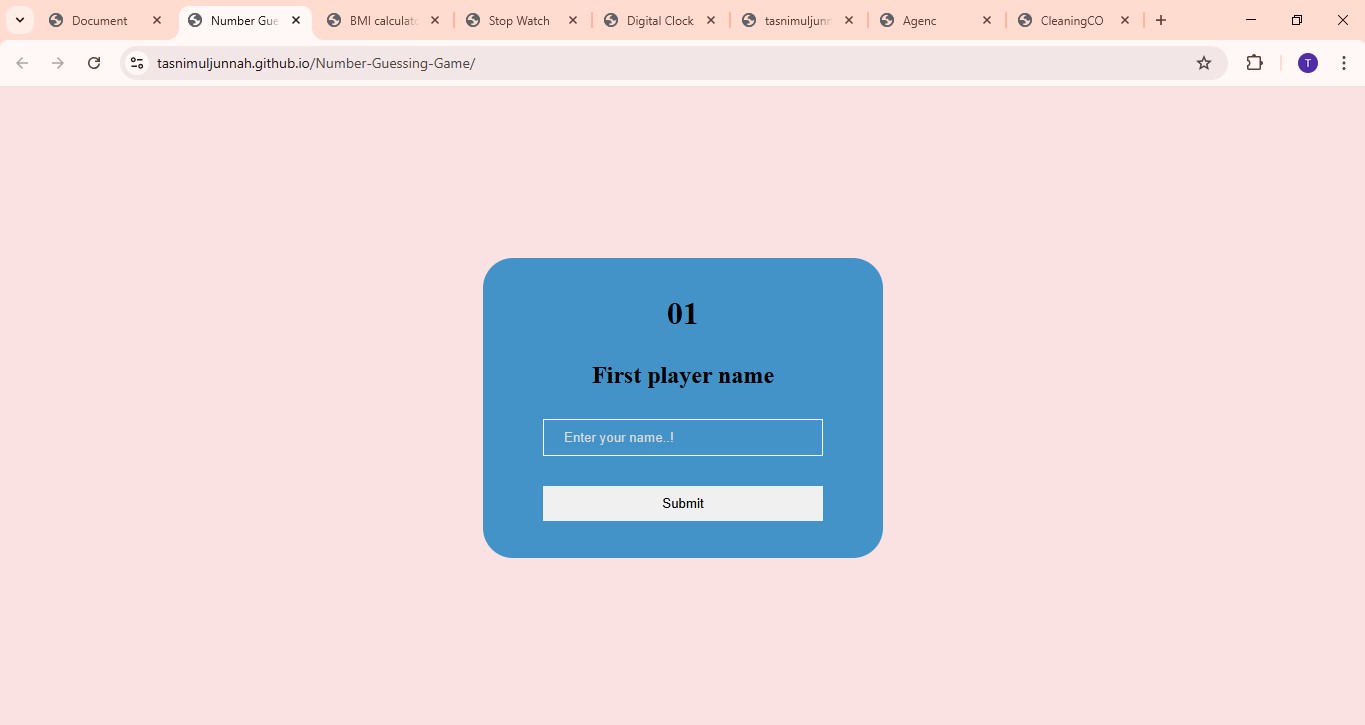 Document
Number Gue
BMI calculato
Stop Watch
Digital Clock
tasnimuljunn
Agenc
CleaningCO
tasnimuljunnah.github.io/Number-Guessing-Game/
T
01
First player name
Enter your name..!
Submit